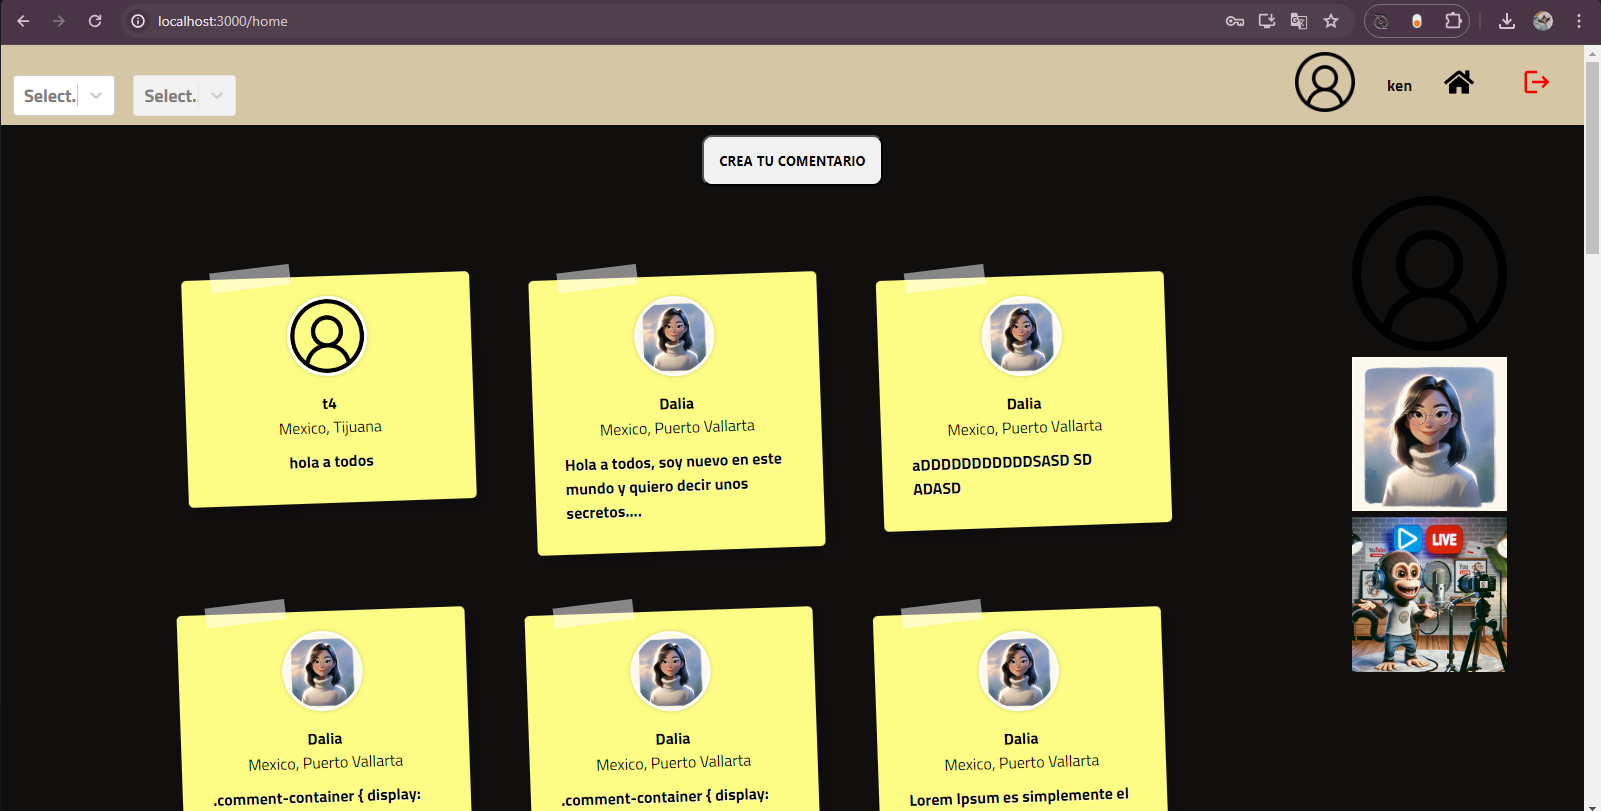 localhost:3000/home
Select.
Select.
ken
CREA TU COMENTARIO
t4
Mexico, Tijuana
hola a todos
Dalia
Mexico, Puerto Vallarta
Hola a todos, soy nuevo en este
mundo y quiero decir unos
secretos....
Dalia
Mexico, Puerto Vallarta
aDDDDDDDDDDDSASD SD
ADASD
LIVE
Dalia
Mexico, Puerto Vallarta
.comment-container { display:
Dalia
Mexico, Puerto Vallarta
.comment-container { display:
Dalia
Mexico, Puerto Vallarta
Lorem Ipsum es simplemente el